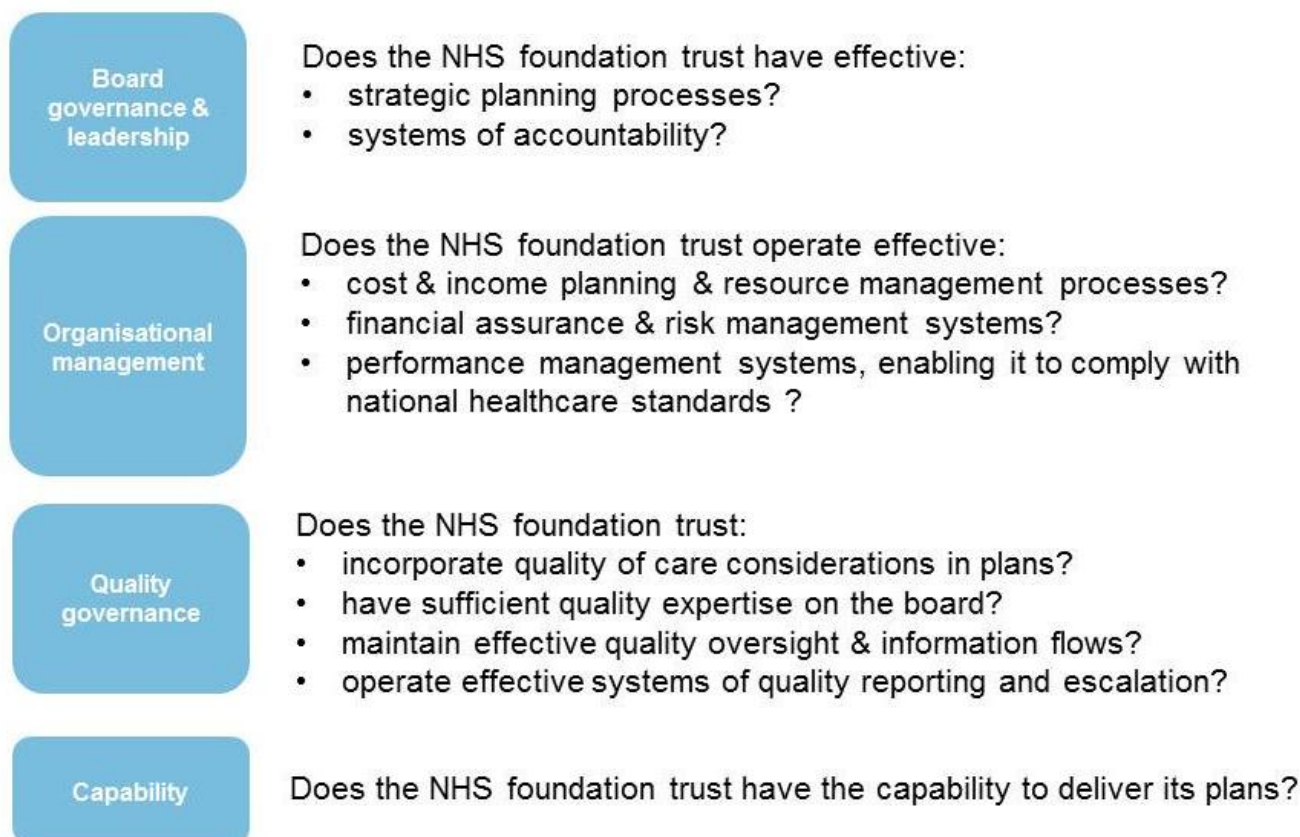 Board
governance &
leadership
Does the NHS foundation trust have effective:
• strategic planning processes?
• systems of accountability?
Organisational
management
Does the NHS foundation trust operate effective:
• cost & income planning & resource management processes?
• financial assurance & risk management systems?
• performance management systems, enabling it to comply with
national healthcare standards ?
Quality
governance
Does the NHS foundation trust:
• incorporate quality of care considerations in plans?
• have sufficient quality expertise on the board?
• maintain effective quality oversight & information flows?
• operate effective systems of quality reporting and escalation?
Capability
Does the NHS foundation trust have the capability to deliver its plans?